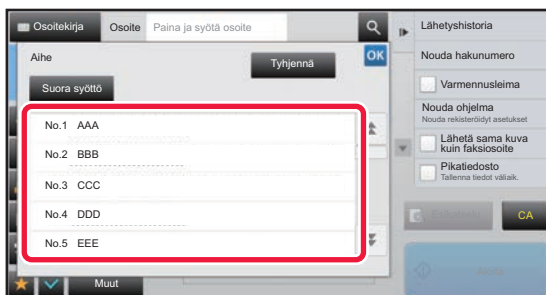 Osoitekirja
Osoite
Paina ja syötä osoite
Aihe
Tyhjennä
OK
Suora syöttö
No.1 AAA
No.2 BBB
No.3 CCC
No.4 DDD
No.5 EEE
Muut
Lähetyshistoria
Nouda hakunumero
Varmennusleima
Nouda ohjelma
Nouda rekisteröidyt asetukset
Lähetä sama kuva
kuin faksiosoite
Pikatiedosto
Tallenna tiedot väliaik.
CA